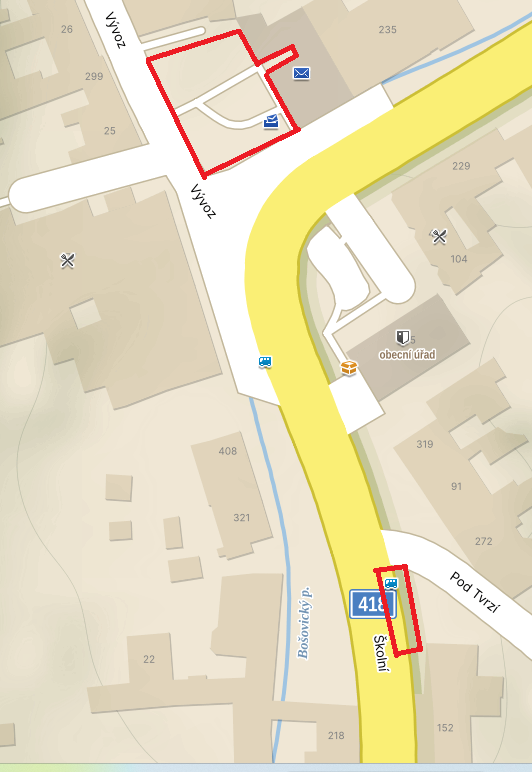 Vývoz
26
235
299
25
229
Vývoz
104
5
obecní úřad
319
408
91
321
272
Pod Tvrzí
418
Bošovický p.
Školní
22
152
218